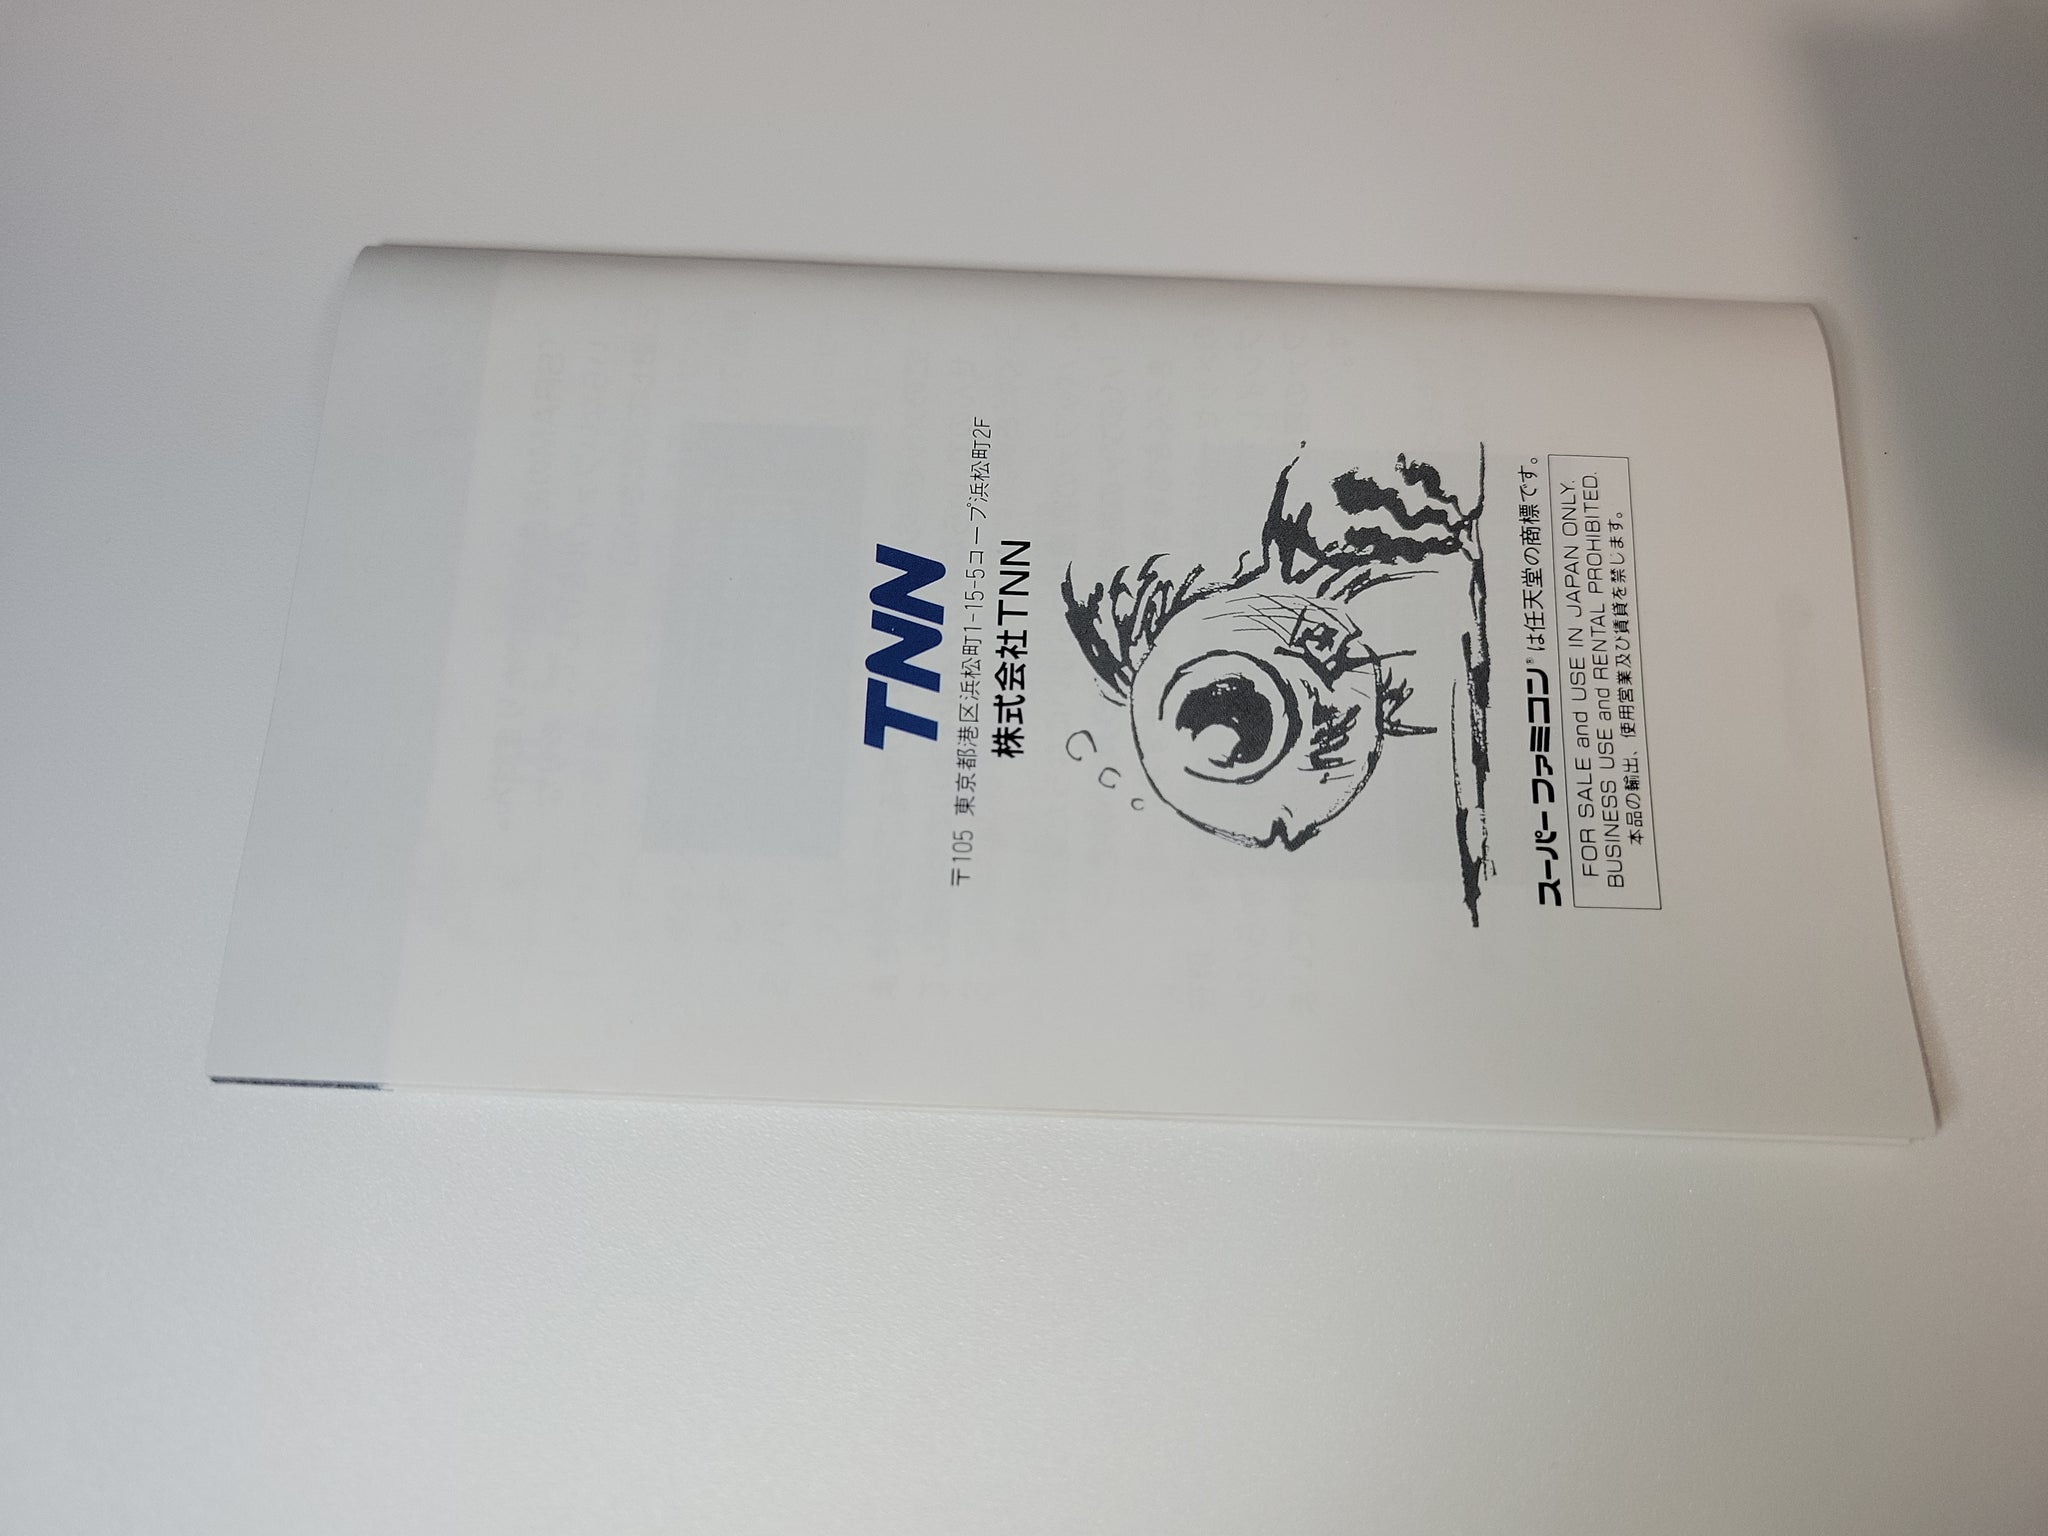 TNN
〒105 東京都港区浜松町1-15-5コープ浜松町2F
株式会社TNN
スーパーファミコン®は任天堂の商標です。
FOR SALE and USE IN JAPAN ONLY.
BUSINESS USE and RENTAL PROHIBITED.
本品の輸出、使用営業及び賃貸を禁じます。